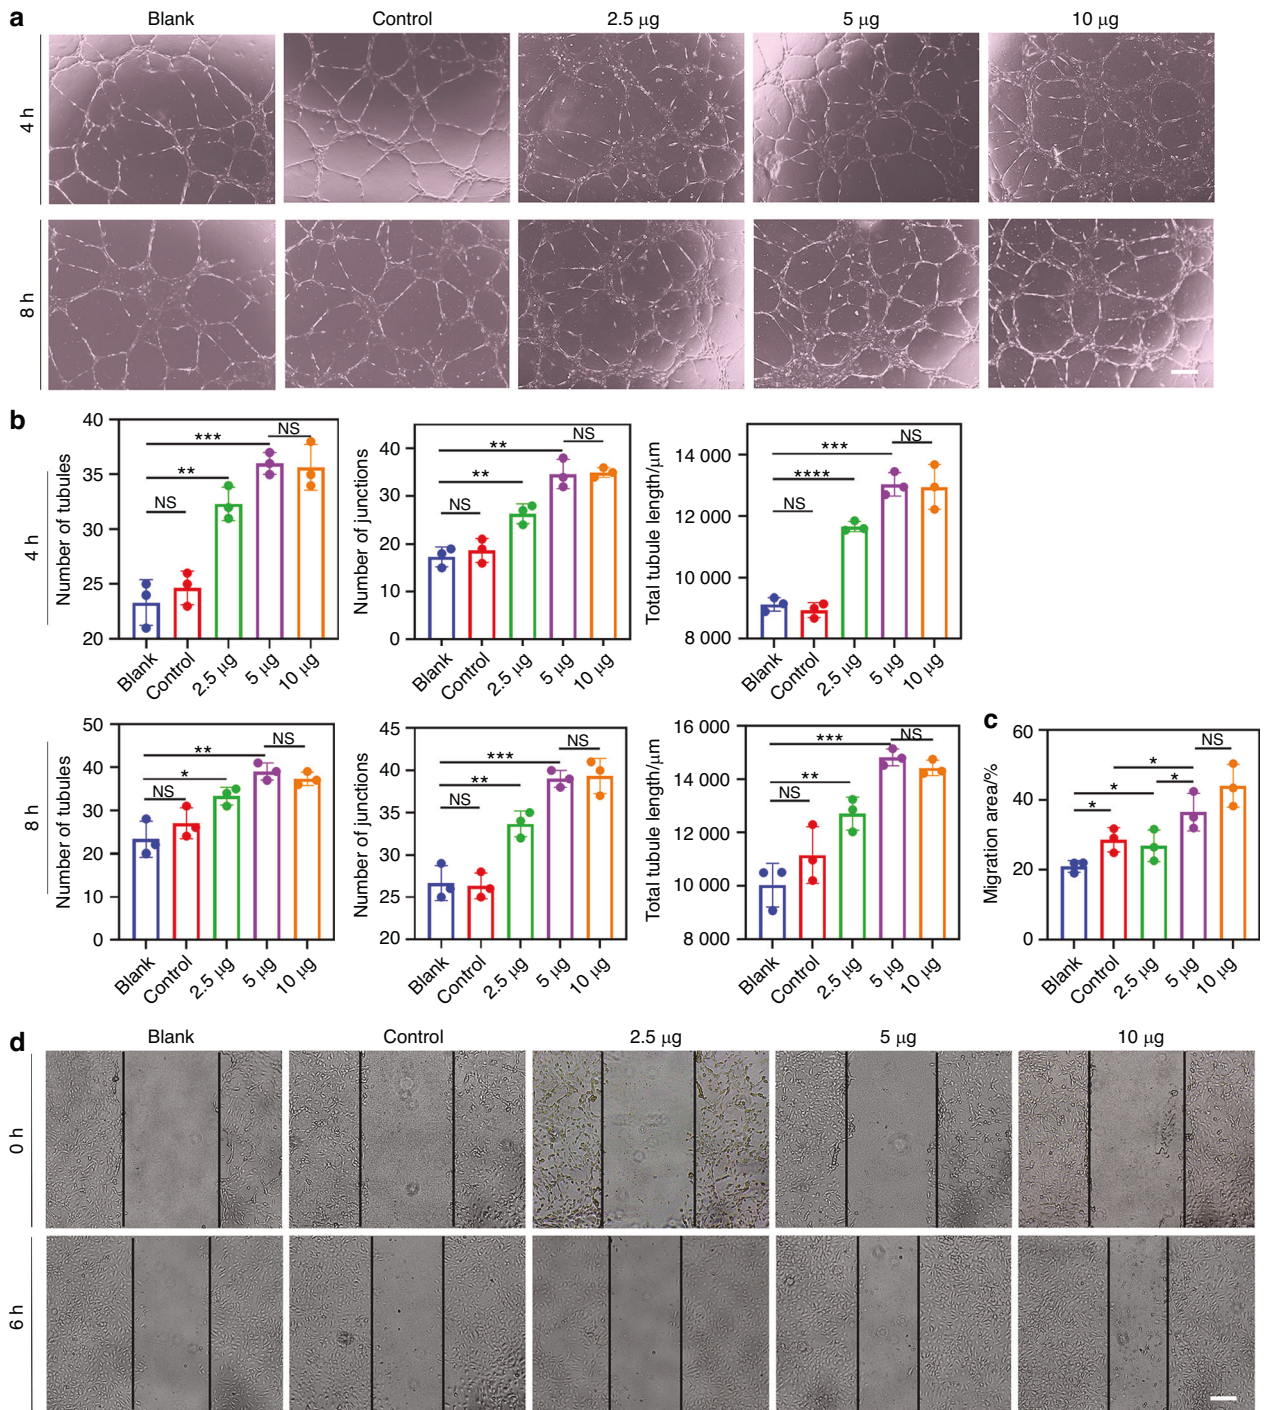 a
Blank Control 2.5 µg 5 µg 10 µg
4 h
8 h
b
4 h
Number of tubules
40
35
30
25
20
NS
**
***
NS
Blank Control 2.5 µg 5 µg 10 µg
Number of junctions
40
30
20
10
0
NS
**
**
NS
Blank Control 2.5 µg 5 µg 10 µg
Total tubule length/µm
14 000
12 000
10 000
8 000
NS
****
***
NS
Blank Control 2.5 µg 5 µg 10 µg
8 h
Number of tubules
50
40
30
20
10
0
NS
*
**
NS
Blank Control 2.5 µg 5 µg 10 µg
Number of junctions
45
40
35
30
25
20
NS
**
***
NS
Blank Control 2.5 µg 5 µg 10 µg
Total tubule length/µm
16 000
14 000
12 000
10 000
8 000
NS
**
***
NS
Blank Control 2.5 µg 5 µg 10 µg
c
Migration area/%
60
40
20
0
*
*
*
*
NS
Blank Control 2.5 µg 5 µg 10 µg
d
Blank Control 2.5 µg 5 µg 10 µg
0 h
6 h